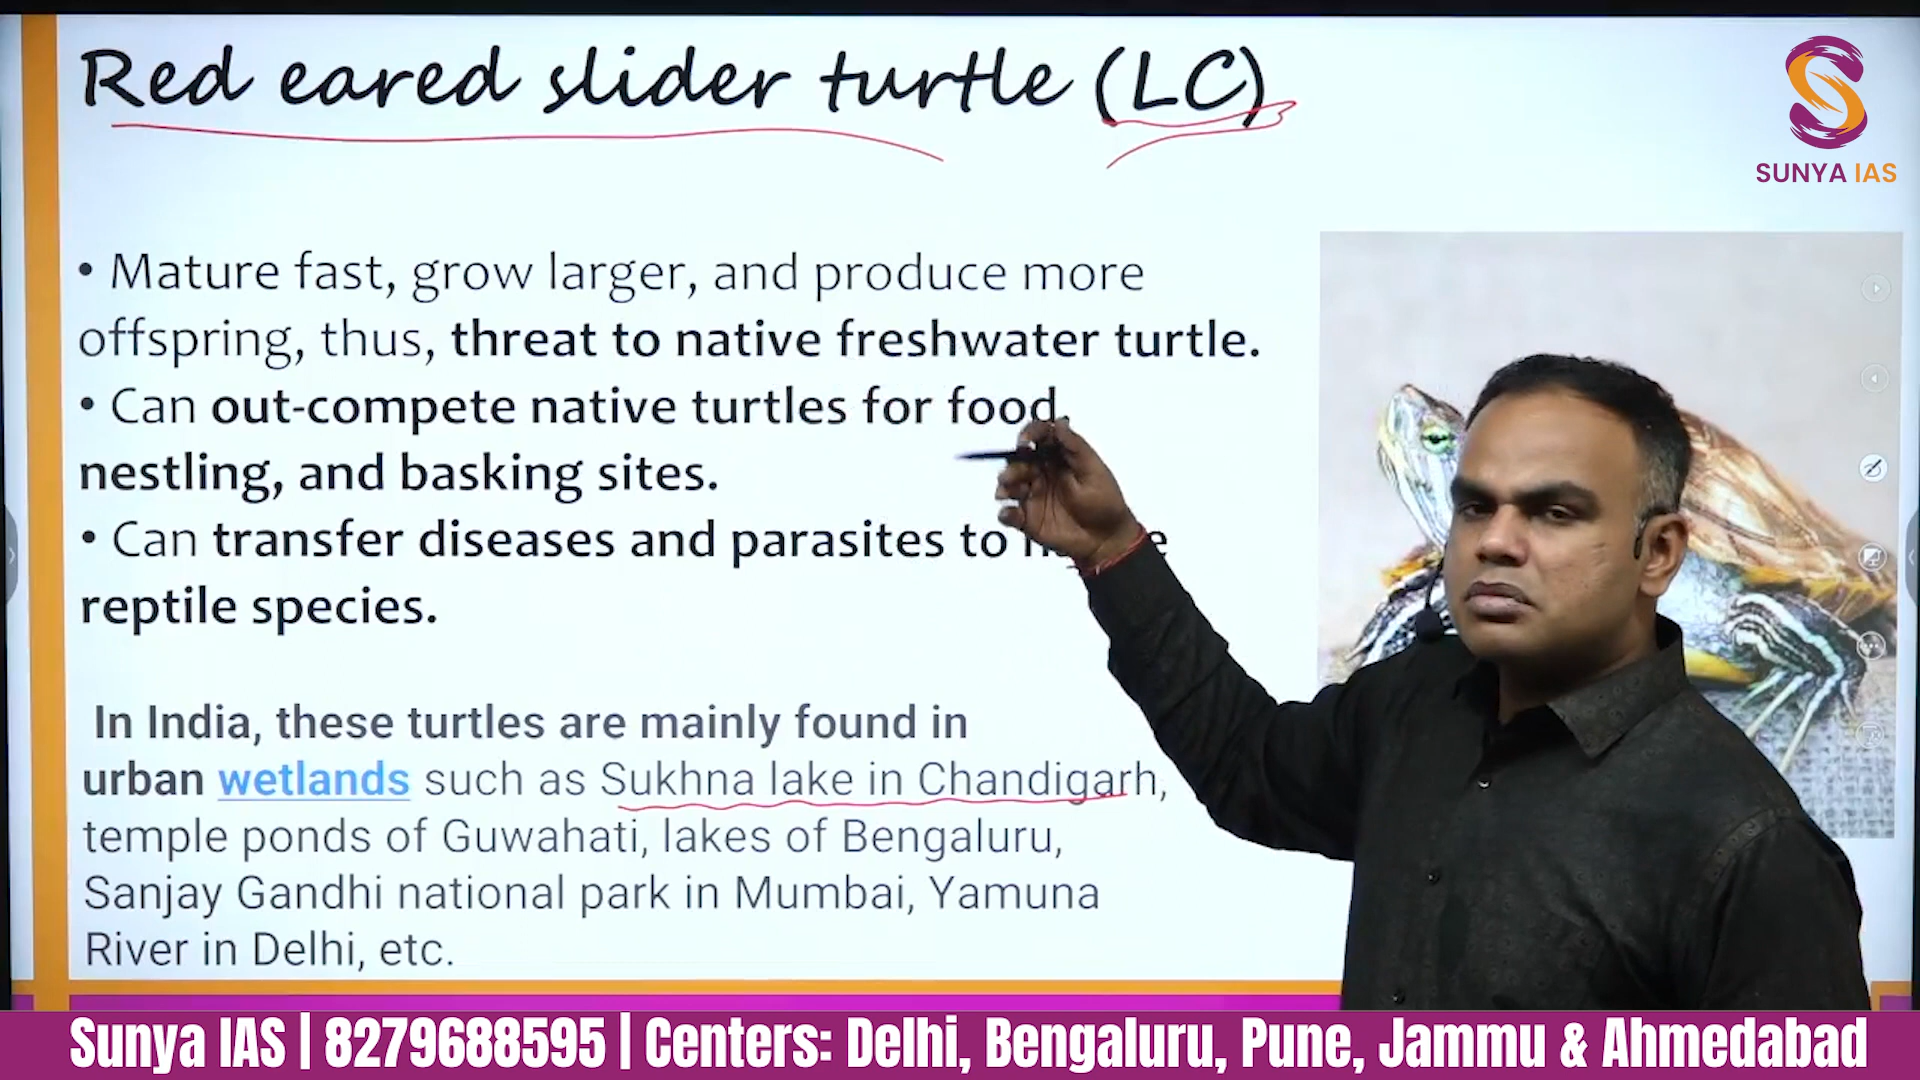 Red eared slider turtle (LC)
SUNYA IAS
• Mature fast, grow larger, and produce more
offspring, thus, threat to native freshwater turtle.
• Can out-compete native turtles for food,
nestling, and basking sites.
• Can transfer diseases and parasites to
reptile species.
In India, these turtles are mainly found in
urban wetlands such as Sukhna lake in Chandigarh,
temple ponds of Guwahati, lakes of Bengaluru,
Sanjay Gandhi national park in Mumbai, Yamuna
River in Delhi, etc.
Sunya IAS | 8279688595 | Centers: Delhi, Bengaluru, Pune, Jammu & Ahmedabad